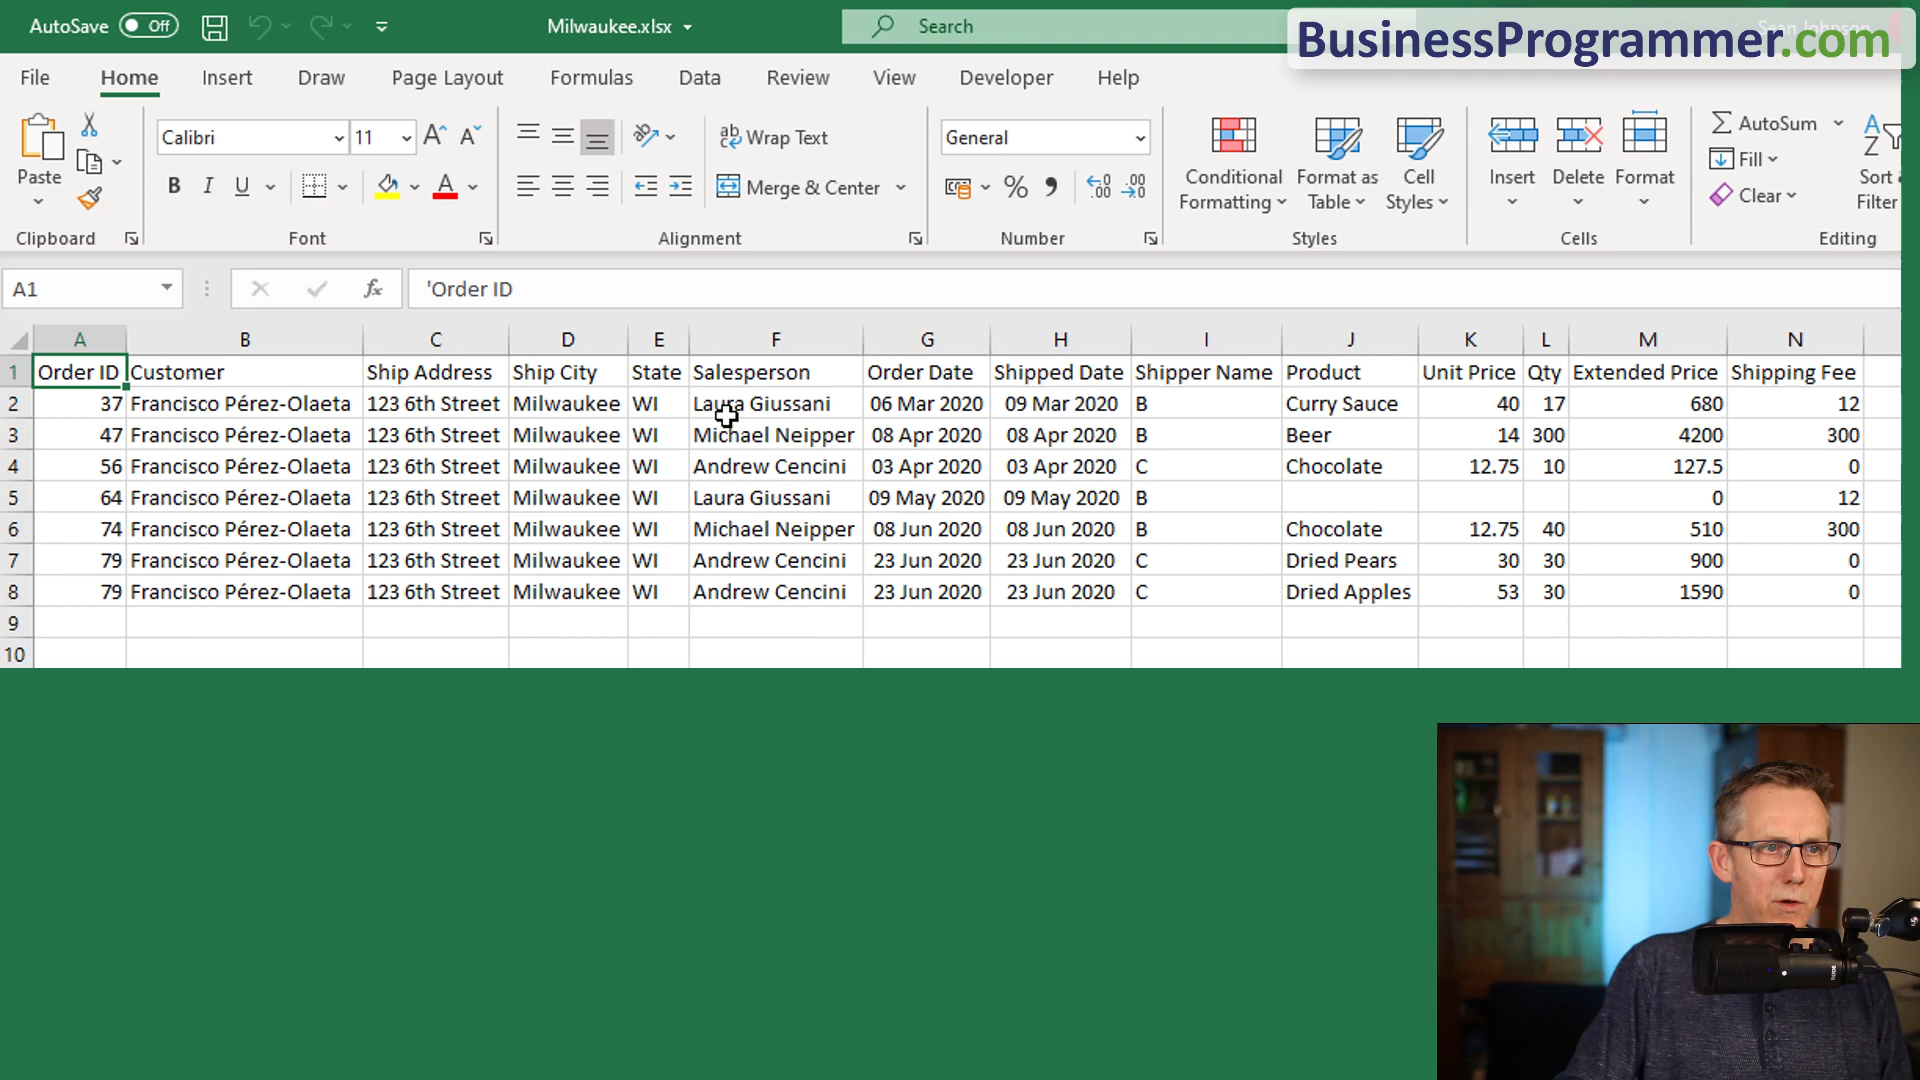 AutoSave Off Milwaukee.xlsx Search BusinessProgrammer.com
File Home Insert Draw Page Layout Formulas Data Review View Developer Help
Paste Calibri 11 A A ab Wrap Text General Conditional Formatting Format as Table Cell Styles Insert Delete Format AutoSum
B I U A Merge & Center % Fill
Clear Sort Filter
Clipboard Font Alignment Number Styles Cells Editing
A1 fx 'Order ID
A B C D E F G H I J K L M N
1 Order ID Customer Ship Address Ship City State Salesperson Order Date Shipped Date Shipper Name Product Unit Price Qty Extended Price Shipping Fee
2 37 Francisco Pérez-Olaeta 123 6th Street Milwaukee WI Laura Giussani 06 Mar 2020 09 Mar 2020 B Curry Sauce 40 17 680 12
3 47 Francisco Pérez-Olaeta 123 6th Street Milwaukee WI Michael Neipper 08 Apr 2020 08 Apr 2020 B Beer 14 300 4200 300
4 56 Francisco Pérez-Olaeta 123 6th Street Milwaukee WI Andrew Cencini 03 Apr 2020 03 Apr 2020 C Chocolate 12.75 10 127.5 0
5 64 Francisco Pérez-Olaeta 123 6th Street Milwaukee WI Laura Giussani 09 May 2020 09 May 2020 B 0 12
6 74 Francisco Pérez-Olaeta 123 6th Street Milwaukee WI Michael Neipper 08 Jun 2020 08 Jun 2020 B Chocolate 12.75 40 510 300
7 79 Francisco Pérez-Olaeta 123 6th Street Milwaukee WI Andrew Cencini 23 Jun 2020 23 Jun 2020 C Dried Pears 30 30 900 0
8 79 Francisco Pérez-Olaeta 123 6th Street Milwaukee WI Andrew Cencini 23 Jun 2020 23 Jun 2020 C Dried Apples 53 30 1590 0
9
10